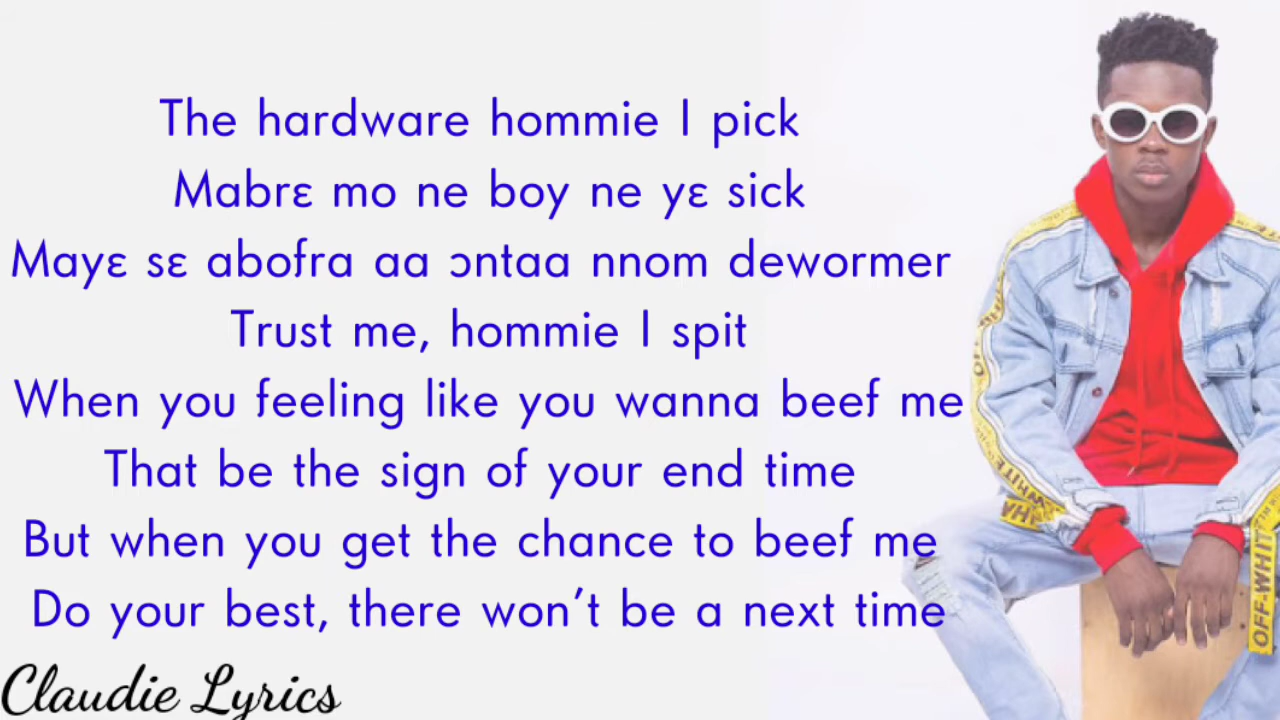 The hardware hommie I pick
Mabrɛ mo ne boy ne yɛ sick
Mayɛ sɛ abofra aa ɔntaa nnom dewormer
Trust me, hommie I spit
When you feeling like you wanna beef me
That be the sign of your end time
But when you get the chance to beef me
Do your best, there won’t be a next time
Claudie Lyrics
OFF-WHITE